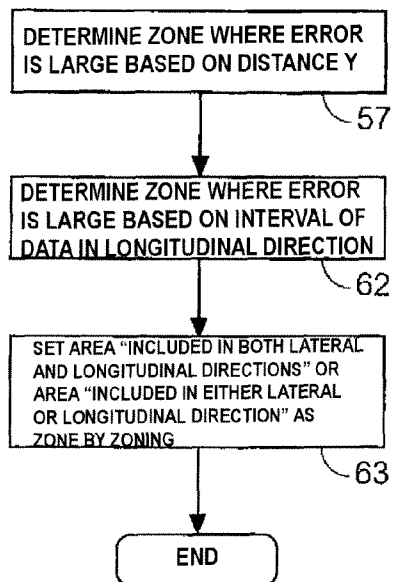 DETERMINE ZONE WHERE ERROR
IS LARGE BASED ON DISTANCE Y
57
DETERMINE ZONE WHERE ERROR
IS LARGE BASED ON INTERVAL OF
DATA IN LONGITUDINAL DIRECTION
62
SET AREA “INCLUDED IN BOTH LATERAL
AND LONGITUDINAL DIRECTIONS” OR
AREA “INCLUDED IN EITHER LATERAL
OR LONGITUDINAL DIRECTION” AS
ZONE BY ZONING
63
END